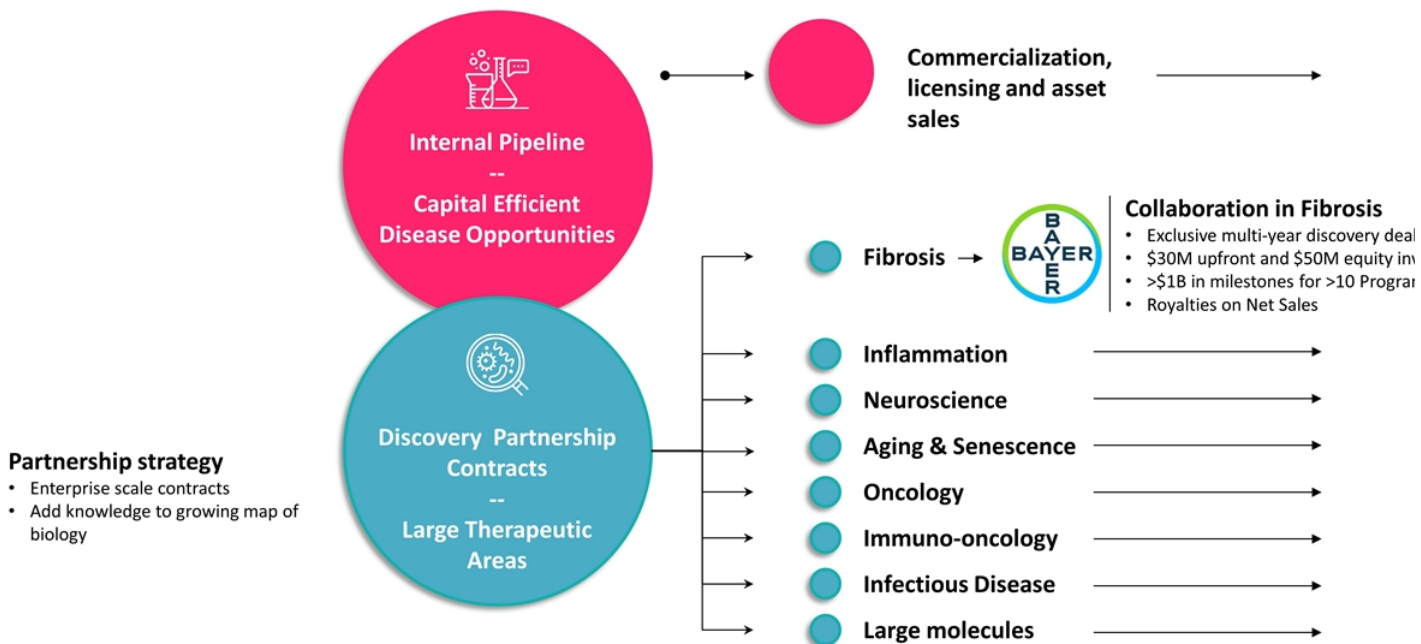 Internal Pipeline
--
Capital Efficient
Disease Opportunities
Commercialization,
licensing and asset
sales
Partnership strategy
• Enterprise scale contracts
• Add knowledge to growing map of
biology
Discovery Partnership
Contracts
--
Large Therapeutic
Areas
Fibrosis
BAYER
BAYER
Collaboration in Fibrosis
• Exclusive multi-year discovery deal
• $30M upfront and $50M equity
• >$1B in milestones for >10
• Royalties on Net Sales
Inflammation
Neuroscience
Aging & Senescence
Oncology
Immuno-oncology
Infectious Disease
Large molecules